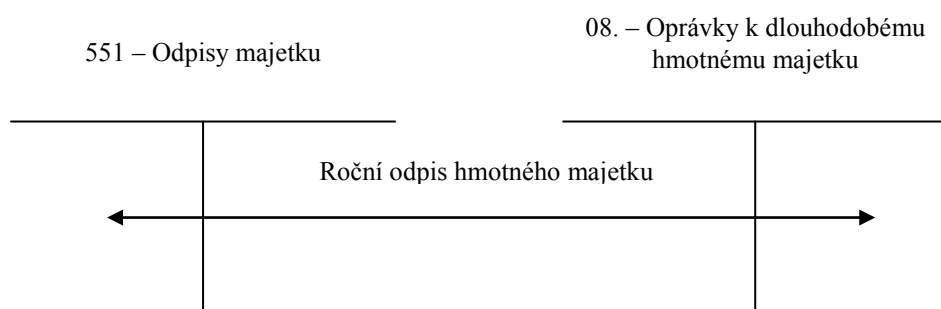 551 – Odpisy majetku
08. – Oprávky k dlouhodobému
hmotnému majetku
Roční odpis hmotného majetku